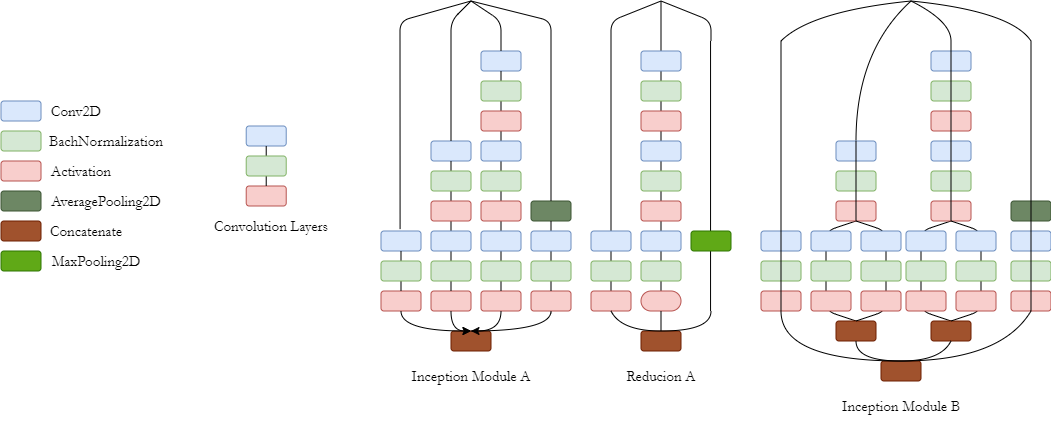 Conv2D
BachNormalization
Activation
AveragePooling2D
Concatenate
MaxPooling2D
Convolution Layers
Inception Module A
Reducion A
Inception Module B